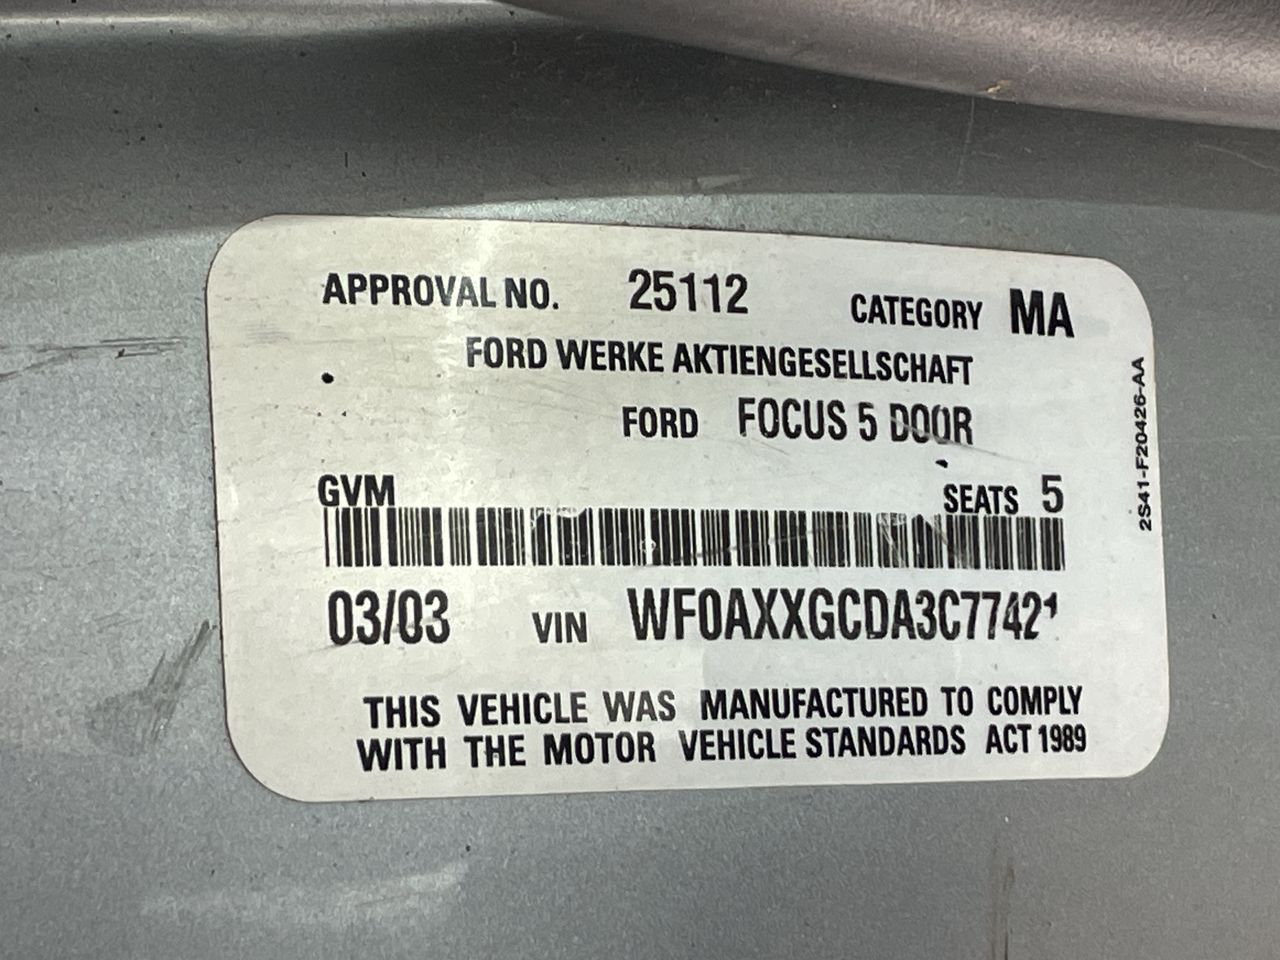 APPROVAL NO. 25112 CATEGORY MA
FORD WERKE AKTIENGESELLSCHAFT
FORD FOCUS 5 DOOR
GVM SEATS 5
03/03 VIN WF0AXXGCDA3C77421
THIS VEHICLE WAS MANUFACTURED TO COMPLY
WITH THE MOTOR VEHICLE STANDARDS ACT 1989
2S41-F20426-AA